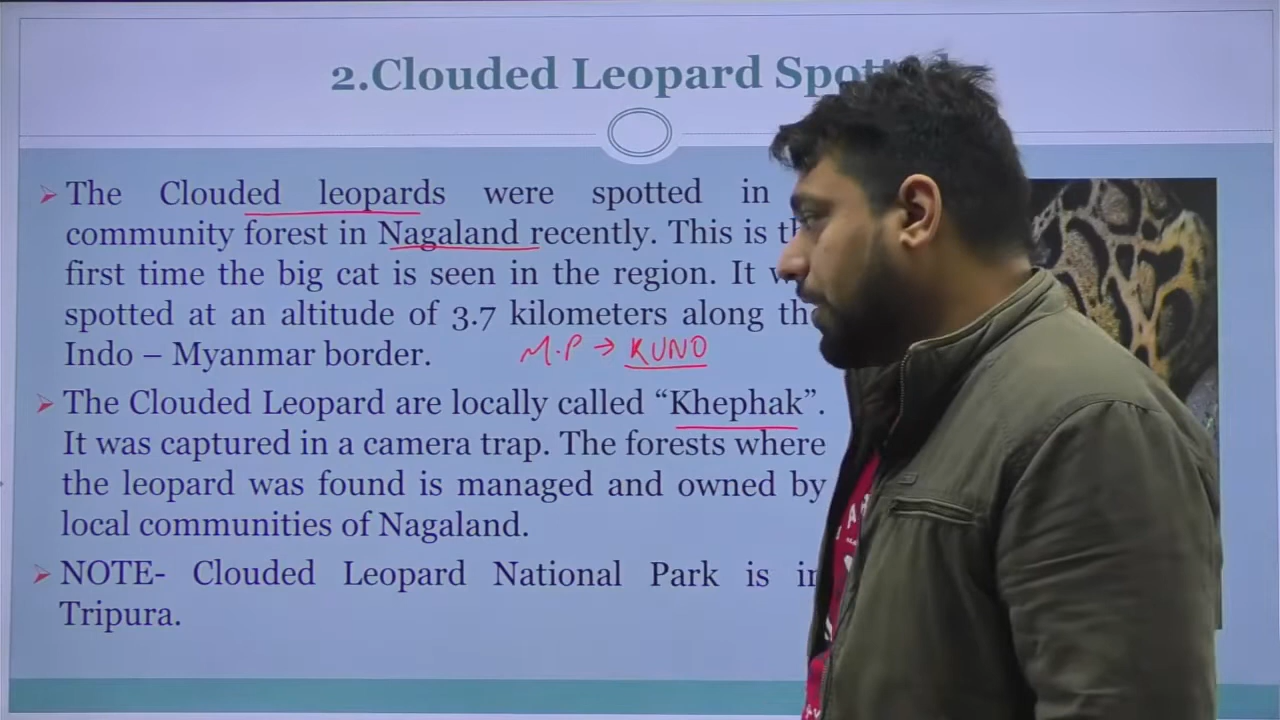 2.Clouded Leopard
The Clouded leopards were spotted in
community forest in Nagaland recently. This is
first time the big cat is seen in the region. It
spotted at an altitude of 3.7 kilometers along
Indo – Myanmar border.
M.P → KUNO
The Clouded Leopard are locally called “Khephak”.
It was captured in a camera trap. The forests where
the leopard was found is managed and owned by
local communities of Nagaland.
NOTE- Clouded Leopard National Park is in
Tripura.